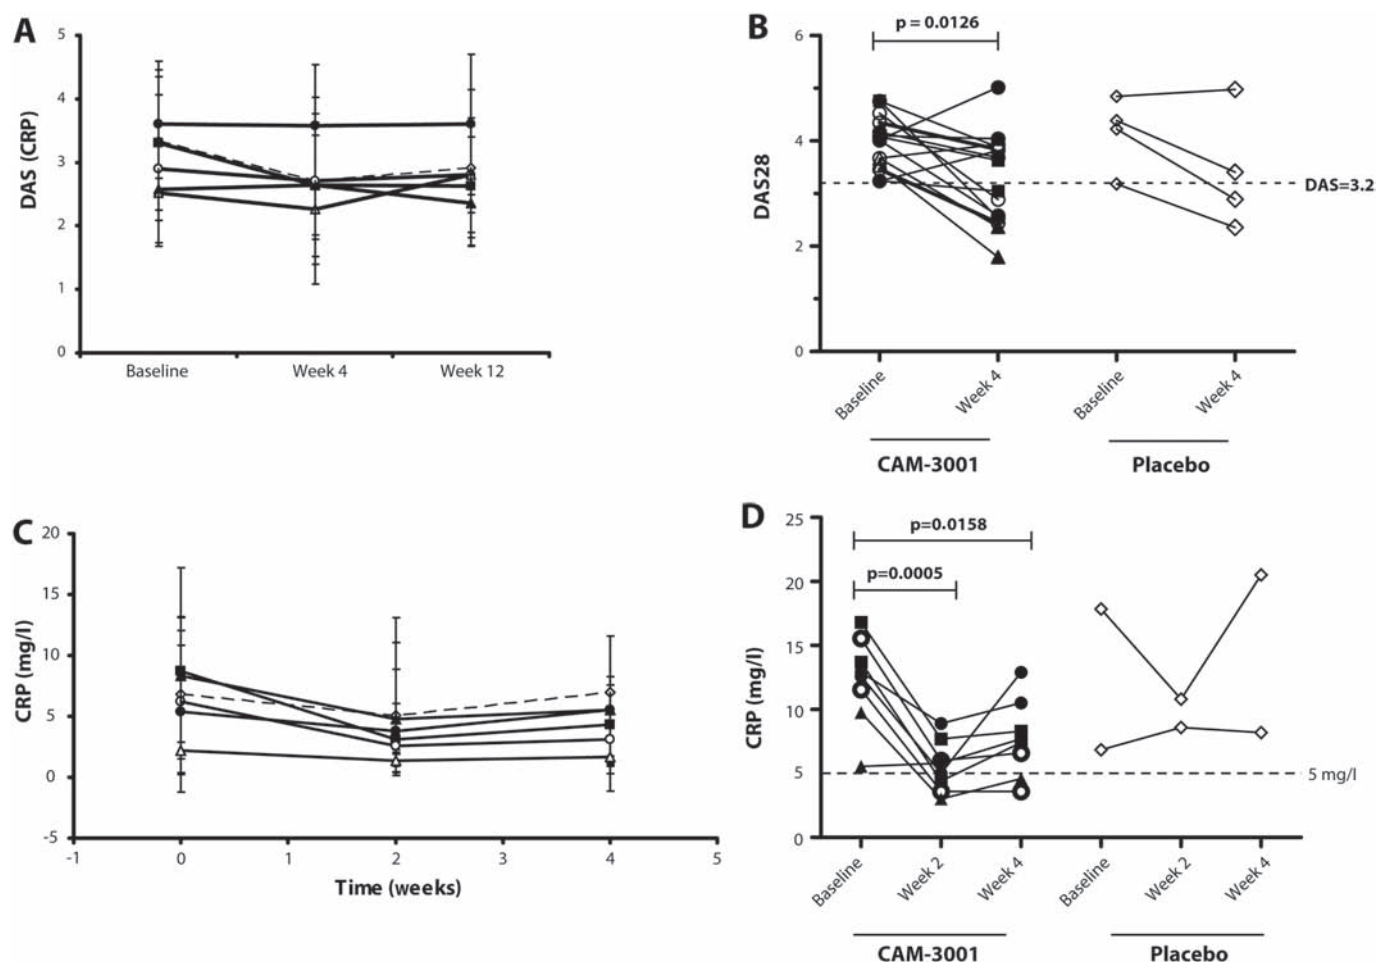 A
5
4
3
2
1
0
DAS (CRP)
Baseline
Week 4
Week 12
B
p = 0.0126
6
4
2
0
DAS28
DAS=3.2
Baseline
Week 4
Baseline
Week 4
CAM-3001
Placebo
C
20
15
10
5
0
-5
CRP (mg/l)
-1
0
1
2
3
4
5
Time (weeks)
D
p=0.0158
p=0.0005
25
20
15
10
5
0
CRP (mg/l)
5 mg/l
Baseline
Week 2
Week 4
Baseline
Week 2
Week 4
CAM-3001
Placebo